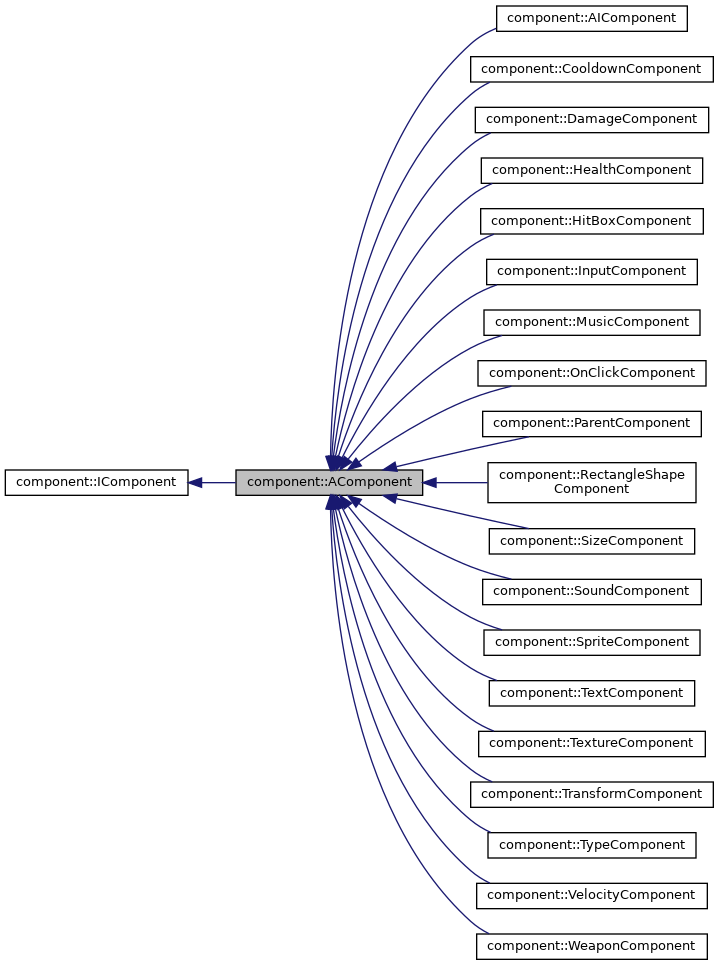 component::AIComponent
component::CooldownComponent
component::DamageComponent
component::HealthComponent
component::HitBoxComponent
component::InputComponent
component::MusicComponent
component::OnClickComponent
component::ParentComponent
component::IComponent
component::AComponent
component::RectangleShape
Component
component::SizeComponent
component::SoundComponent
component::SpriteComponent
component::TextComponent
component::TextureComponent
component::TransformComponent
component::TypeComponent
component::VelocityComponent
component::WeaponComponent